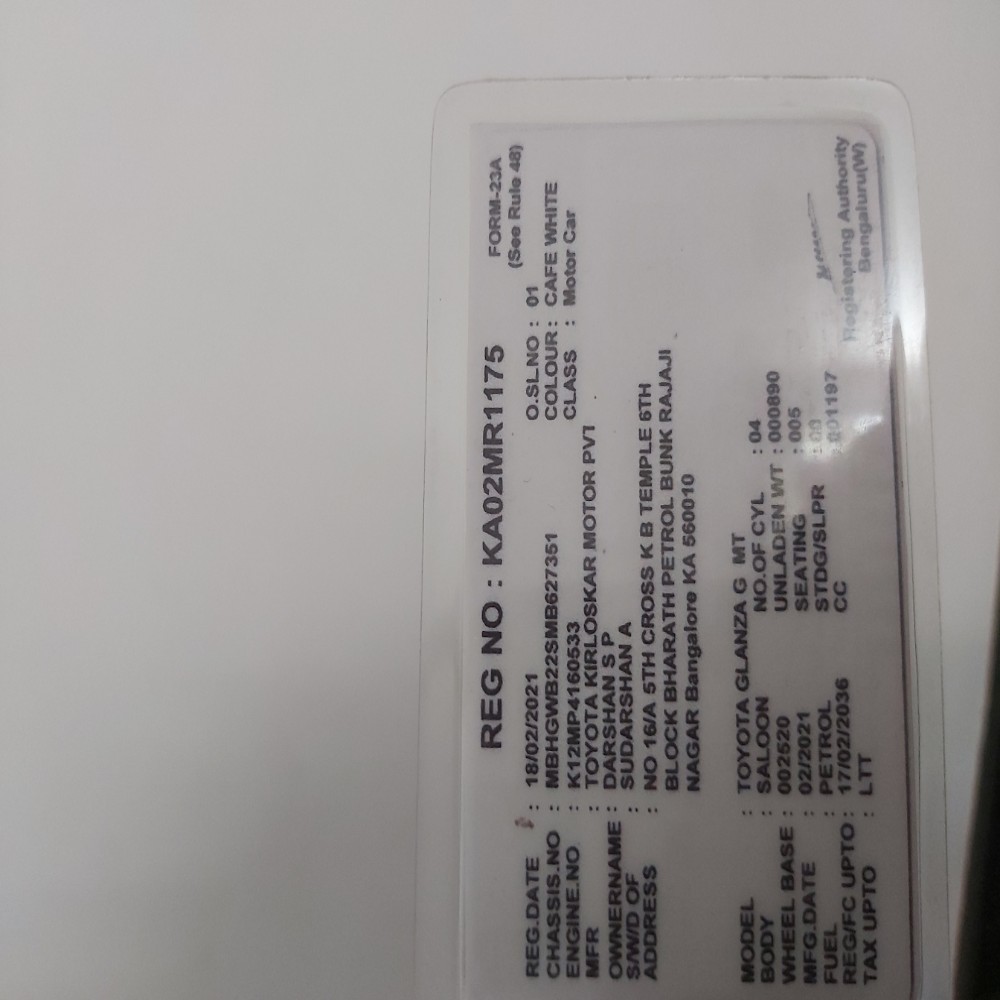 FORM-23A
(See Rule 48)
REG NO : KA02MR1175
REG.DATE : 18/02/2021 O.SLNO : 01
CHASSIS.NO : MBHGWB22SMB627351 COLOUR : CAFE WHITE
ENGINE.NO : K12MP4160533 CLASS : Motor Car
MFR : TOYOTA KIRLOSKAR MOTOR PVT
OWNERNAME : DARSHAN S P
S/W/D OF : SUDARSHAN A
ADDRESS : NO 16/A 5TH CROSS K B TEMPLE 6TH
BLOCK BHARATH PETROL BUNK RAJAJI
NAGAR Bangalore KA 560010
MODEL : TOYOTA GLANZA G MT
BODY : SALOON NO.OF CYL : 04
WHEEL BASE : 002520 UNLADEN WT : 000890
MFG.DATE : 02/2021 SEATING : 005
FUEL : PETROL STDG/SLPR : 00
REG/FC UPTO : 17/02/2036 CC : 001197
TAX UPTO : LTT
Registering Authority
Bengaluru(W)